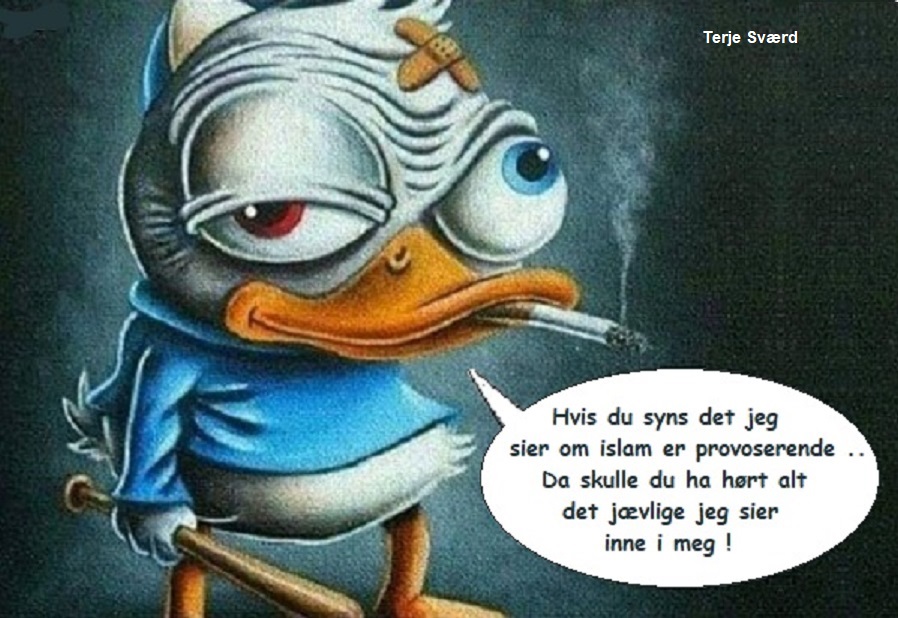 Terje Sværd
Hvis du syns det jeg
sier om islam er provoserende ..
Da skulle du ha hørt alt
det jævlige jeg sier
inne i meg !